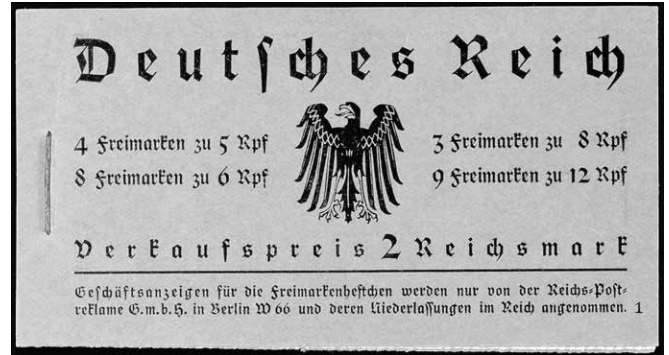 Deutſches Reich
4 Freimarken zu 5 Rpf
3 Freimarken zu 8 Rpf
8 Freimarken zu 6 Rpf
9 Freimarken zu 12 Rpf
Verkaufspreis 2 Reichsmark
Geſchäftsanzeigen für die Freimarkenheftchen werden nur von der Reichs-Poſt-
reklame G.m.b.H. in Berlin W 66 und deren Niederlaſſungen im Reich angenommen. 1